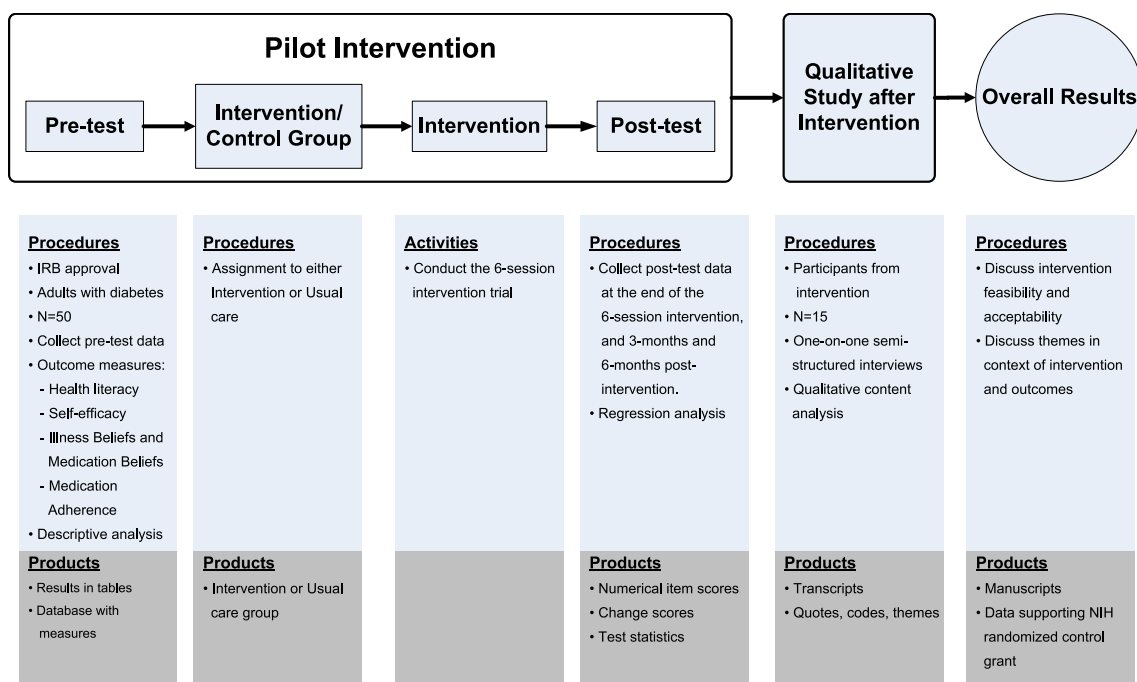 Pilot Intervention
Pre-test
Intervention/
Control Group
Intervention
Post-test
Qualitative
Study after
Intervention
Overall Results
Procedures
• IRB approval
• Adults with diabetes
• N=50
• Collect pre-test data
• Outcome measures:
- Health literacy
- Self-efficacy
- Illness Beliefs and
Medication Beliefs
- Medication
Adherence
• Descriptive analysis
Products
• Results in tables
• Database with
measures
Procedures
• Assignment to either
Intervention or Usual
care
Products
• Intervention or Usual
care group
Activities
• Conduct the 6-session
intervention trial
Procedures
• Collect post-test data
at the end of the
6-session intervention,
and 3-months and
6-months post-
intervention.
• Regression analysis
Products
• Numerical item scores
• Change scores
• Test statistics
Procedures
• Participants from
intervention
• N=15
• One-on-one semi-
structured interviews
• Qualitative content
analysis
Products
• Transcripts
• Quotes, codes, themes
Procedures
• Discuss intervention
feasibility and
acceptability
• Discuss themes in
context of intervention
and outcomes
Products
• Manuscripts
• Data supporting NIH
randomized control
grant